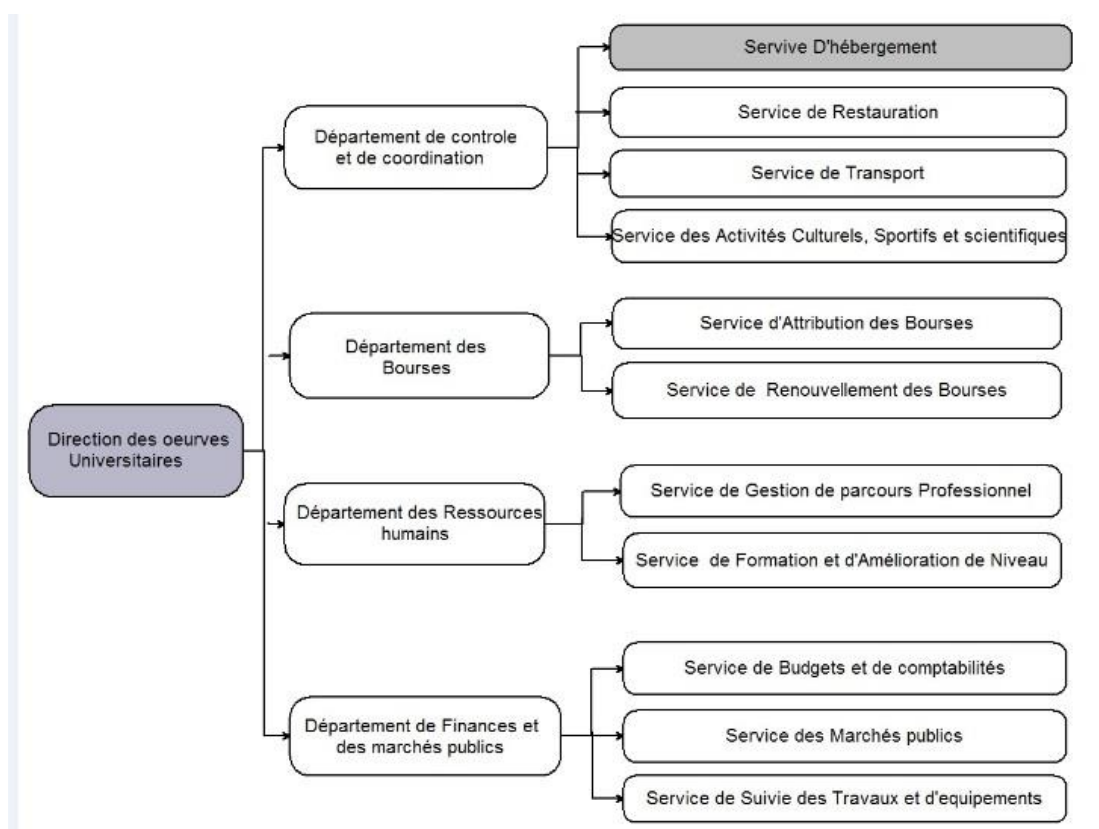 Servive D'hébergement
Service de Restauration
Département de controle
et de coordination
Service de Transport
Service des Activités Culturels, Sportifs et scientifiques
Service d'Attribution des Bourses
Département des
Bourses
Service de Renouvellement des Bourses
Direction des oeurves
Universitaires
Service de Gestion de parcours Professionnel
Département des Ressources
humains
Service de Formation et d'Amélioration de Niveau
Service de Budgets et de comptabilités
Département de Finances et
des marchés publics
Service des Marchés publics
Service de Suivie des Travaux et d'equipements